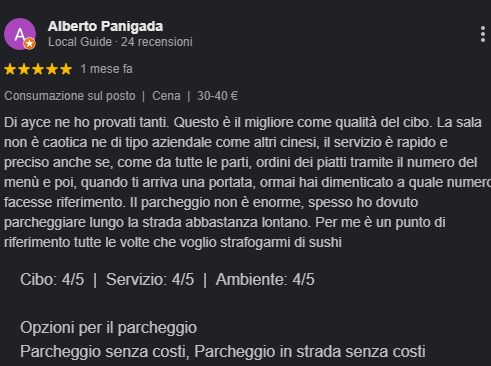 A
Alberto Panigada
Local Guide · 24 recensioni
1 mese fa
Consumazione sul posto | Cena | 30-40 €
Di ayce ne ho provati tanti. Questo è il migliore come qualità del cibo. La sala
non è caotica ne di tipo aziendale come altri cinesi, il servizio è rapido e
preciso anche se, come da tutte le parti, ordini dei piatti tramite il numero del
menù e poi, quando ti arriva una portata, ormai hai dimenticato a quale numero
facesse riferimento. Il parcheggio non è enorme, spesso ho dovuto
parcheggiare lungo la strada abbastanza lontano. Per me è un punto di
riferimento tutte le volte che voglio strafogarmi di sushi
Cibo: 4/5 | Servizio: 4/5 | Ambiente: 4/5
Opzioni per il parcheggio
Parcheggio senza costi, Parcheggio in strada senza costi